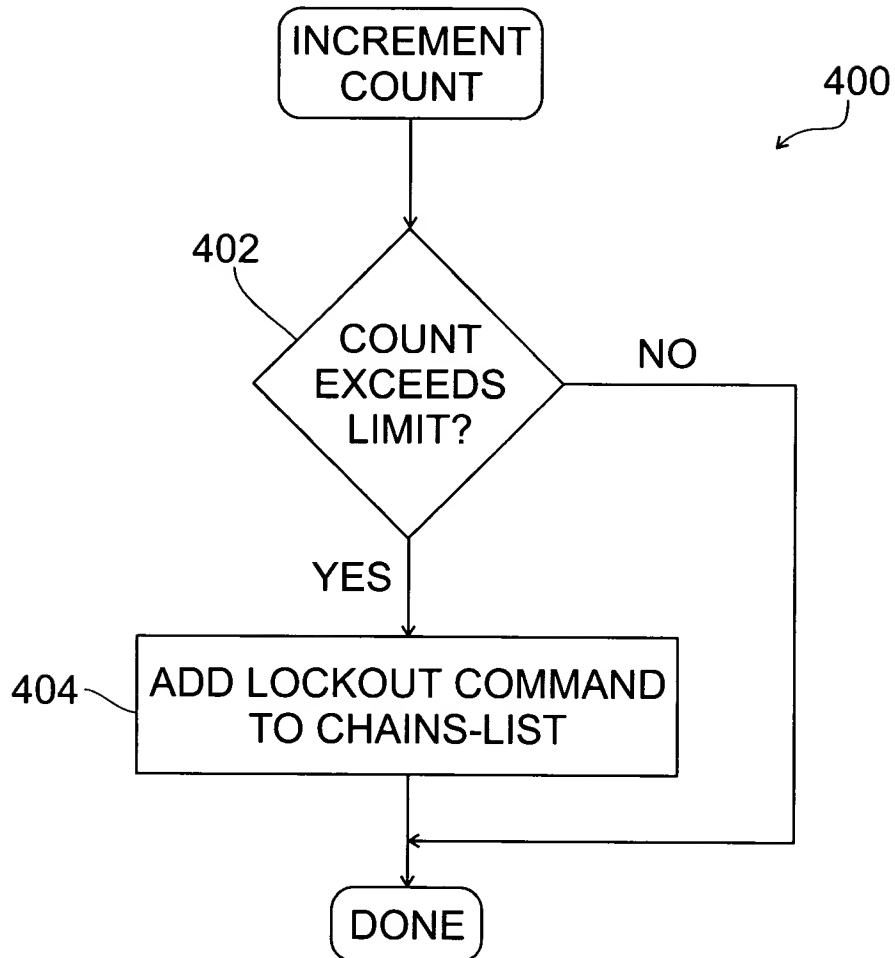 INCREMENT
COUNT
400
402
COUNT
EXCEEDS
LIMIT?
NO
YES
404
ADD LOCKOUT COMMAND
TO CHAINS-LIST
DONE